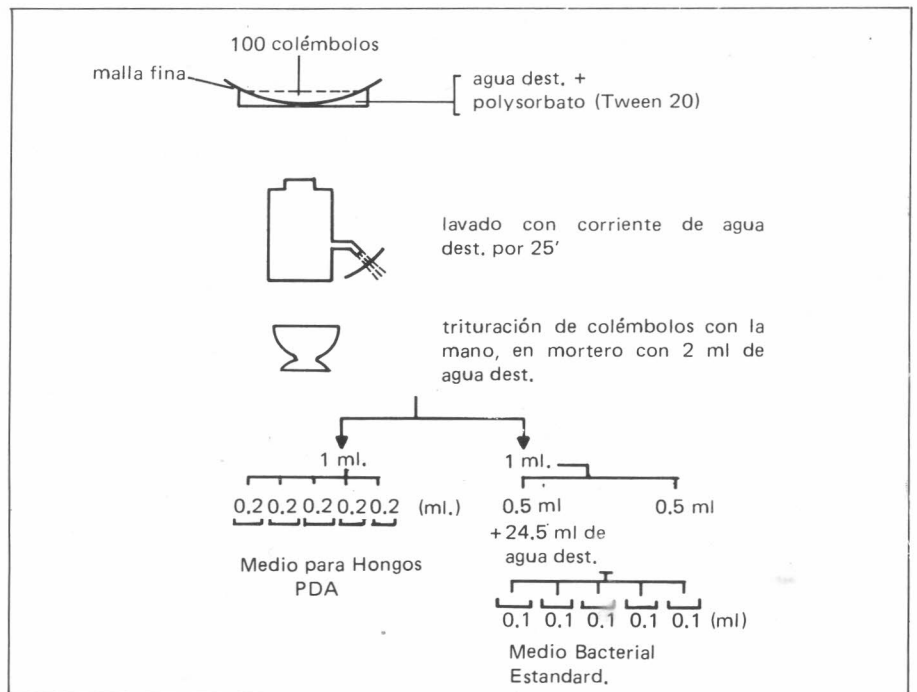 100 colémbolos
malla fina
agua dest. +
polysorbato (Tween 20)
lavado con corriente de agua
dest. por 25'
trituración de colémbolos con la
mano, en mortero con 2 ml de
agua dest.
1 ml. 1 ml.
0.2 0.2 0.2 0.2 0.2 (ml.)
0.5 ml 0.5 ml
+24.5 ml de
agua dest.
Medio para Hongos
PDA
0.1 0.1 0.1 0.1 0.1 (ml)
Medio Bacterial
Estandard.